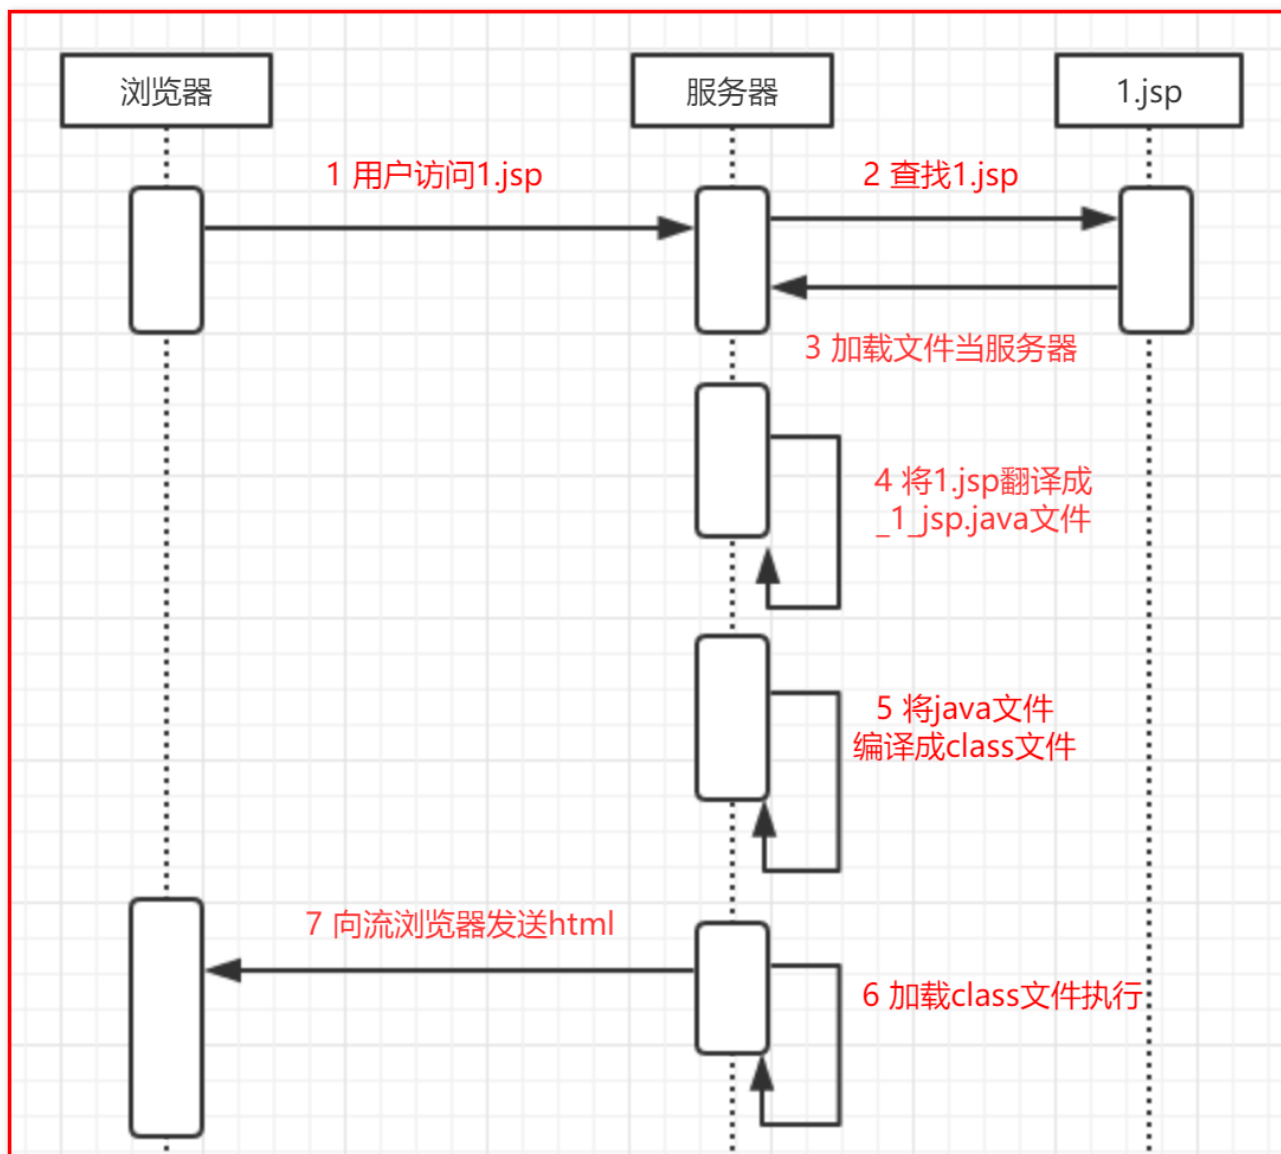 浏览器
服务器
1.jsp
1 用户访问1.jsp
2 查找1.jsp
3 加载文件当服务器
4 将1.jsp翻译成
_1_jsp.java文件
5 将java文件
编译成class文件
7 向流浏览器发送html
6 加载class文件执行